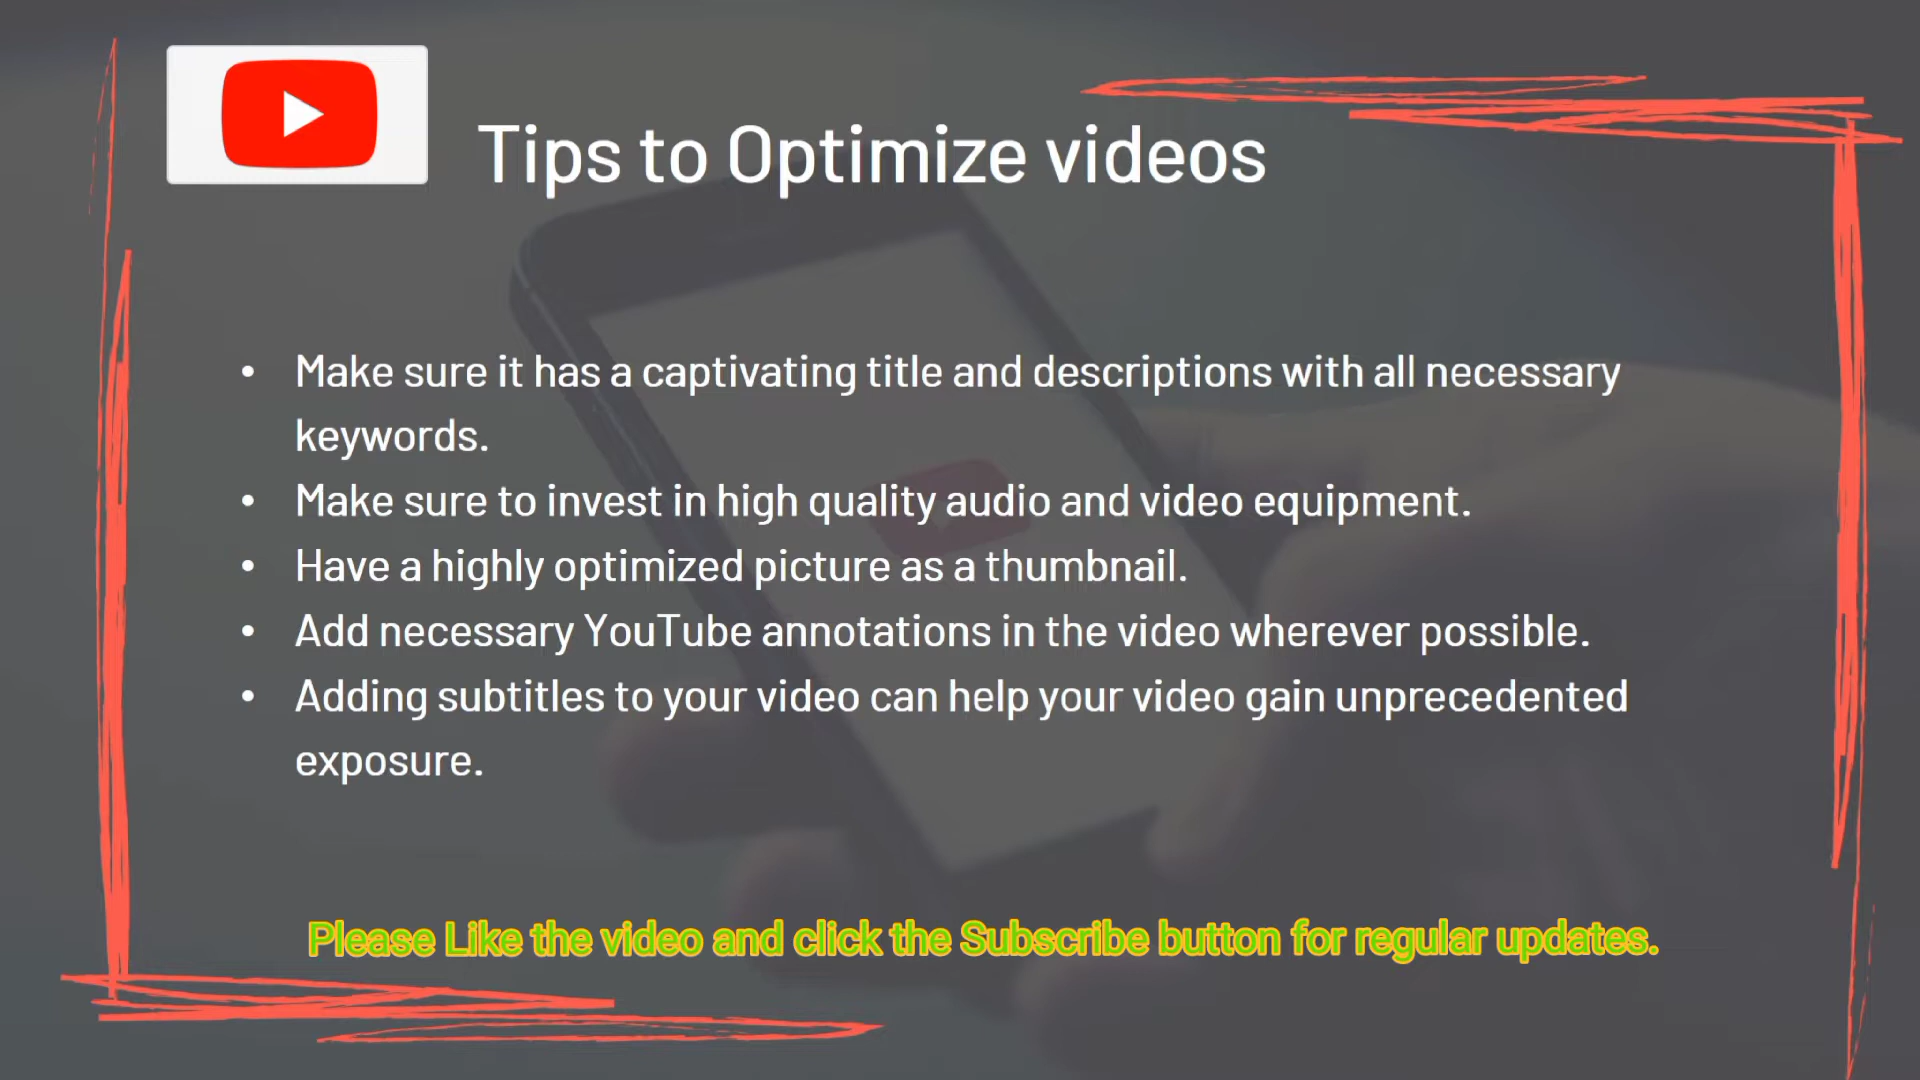 Tips to Optimize videos
• Make sure it has a captivating title and descriptions with all necessary
keywords.
• Make sure to invest in high quality audio and video equipment.
• Have a highly optimized picture as a thumbnail.
• Add necessary YouTube annotations in the video wherever possible.
• Adding subtitles to your video can help your video gain unprecedented
exposure.
Please Like the video and click the Subscribe button for regular updates.